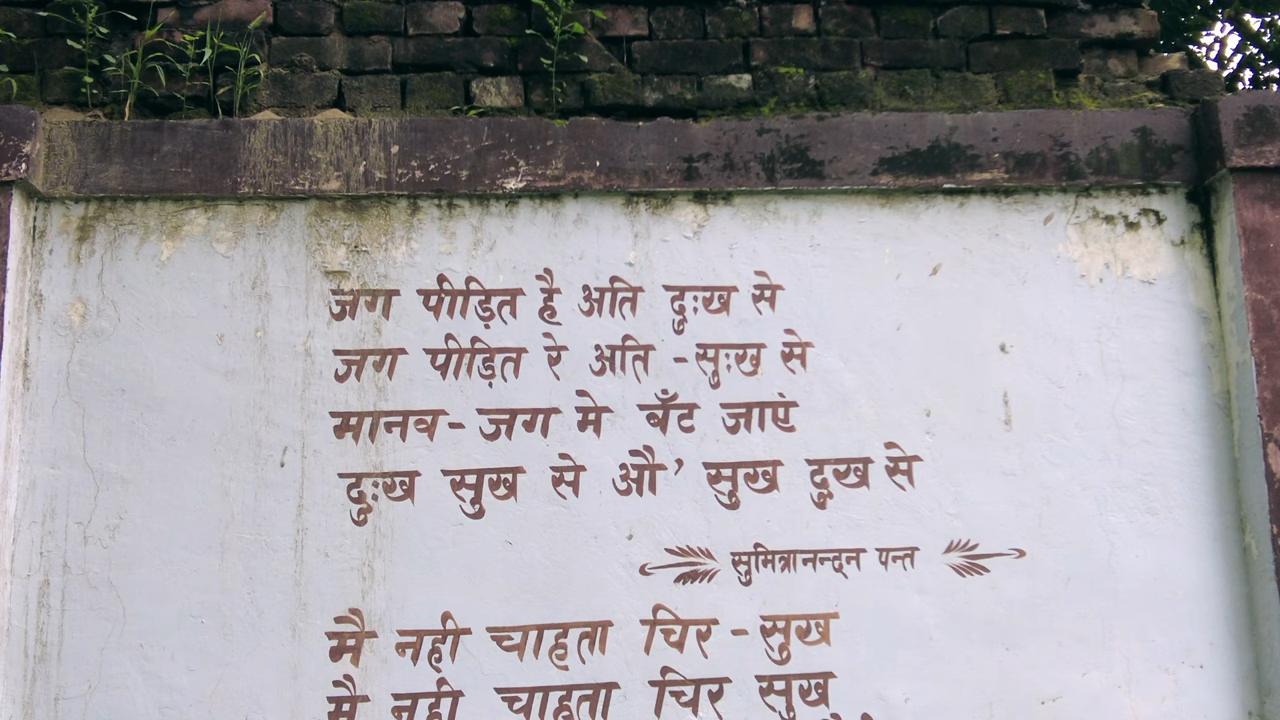 जग पीड़ित है अति दुःख से
जग पीड़ित रे अति -सुःख से
मानव- जग मे बँट जाएं
दुःख सुख से औ’ सुख दुख से
सुमित्रानन्दन पन्त
मै नही चाहता चिर-सुख
मै नही चाहता चिर सुख